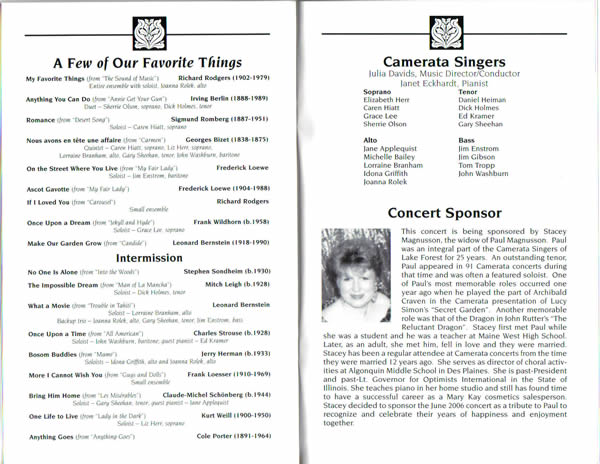 A Few of Our Favorite Things
My Favorite Things (from "The Sound of Music") Richard Rodgers (1902-1979)
Entire ensemble with soloist, Joanna Rolek, alto
Anything You Can Do (from "Annie Get Your Gun") Irving Berlin (1888-1989)
Duet – Sherrie Olson, soprano, Dick Holmes, tenor
Romance (from "Desert Song") Sigmund Romberg (1887-1951)
Soloist – Caren Hiatt, soprano
Nous avons en tête une affaire (from "Carmen") Georges Bizet (1838-1875)
Quintet – Caren Hiatt, soprano, Liz Herr, soprano,
Lorraine Branham, alto, Gary Sheehan, tenor, John Washburn, baritone
On the Street Where You Live (from "My Fair Lady") Frederick Loewe
Soloist – Jim Enstrom, baritone
Ascot Gavotte (from "My Fair Lady") Frederick Loewe (1904-1988)
If I Loved You (from "Carousel") Richard Rodgers
Small ensemble
Once Upon a Dream (from "Jekyll and Hyde") Frank Wildhorn (b.1958)
Soloist – Grace Lee, soprano
Make Our Garden Grow (from "Candide") Leonard Bernstein (1918-1990)
Intermission
No One Is Alone (from "Into the Woods") Stephen Sondheim (b.1930)
The Impossible Dream (from "Man of La Mancha") Mitch Leigh (b.1928)
Soloist – Dick Holmes, tenor
What a Movie (from "Trouble in Tahiti") Leonard Bernstein
Soloist – Lorraine Branham, alto
Backup trio – Joanna Rolek, alto, Gary Sheehan, tenor, Jim Enstrom, bass
Once Upon a Time (from "All American") Charles Strouse (b.1928)
Soloist – John Washburn, baritone; guest pianist – Ed Kramer
Bosom Buddies (from "Mame") Jerry Herman (b.1933)
Soloists – Idona Griffith, alto and Joanna Rolek, alto
More I Cannot Wish You (from "Guys and Dolls") Frank Loesser (1910-1969)
Small ensemble
Bring Him Home (from "Les Misérables") Claude-Michel Schönberg (b.1944)
Soloist – Gary Sheehan, tenor, guest pianist – Jane Applequist
One Life to Live (from "Lady in the Dark") Kurt Weill (1900-1950)
Soloist – Liz Herr, soprano
Anything Goes (from "Anything Goes") Cole Porter (1891-1964)
Camerata Singers
Julia Davids, Music Director/Conductor
Janet Eckhardt, Pianist
Soprano Tenor
Elizabeth Herr Daniel Heiman
Caren Hiatt Dick Holmes
Grace Lee Ed Kramer
Sherrie Olson Gary Sheehan
Alto Bass
Jane Applequist Jim Enstrom
Michelle Bailey Jim Gibson
Lorraine Branham Tom Tropp
Idona Griffith John Washburn
Joanna Rolek
Concert Sponsor
This concert is being sponsored by Stacey
Magnusson, the widow of Paul Magnusson. Paul
was an integral part of the Camerata Singers of
Lake Forest for 25 years. An outstanding tenor,
Paul appeared in 91 Camerata concerts during
that time and was often a featured soloist. One
of Paul's most memorable roles occurred one
year ago when he played the part of Archibald
Craven in the Camerata presentation of Lucy
Simon's "Secret Garden". Another memorable
role was that of the Dragon in John Rutter's "The
Reluctant Dragon". Stacey first met Paul while
she was a student and he was a teacher at Maine West High School.
Later, as an adult, she met him, fell in love and they were married.
Stacey has been a regular attendee at Camerata concerts from the time
they were married 12 years ago. She serves as director of choral activ-
ities at Algonquin Middle School in Des Plaines. She is past-President
and past-Lt. Governor for Optimists International in the State of
Illinois. She teaches piano in her home studio and still has found time
to have a successful career as a Mary Kay cosmetics salesperson.
Stacey decided to sponsor the June 2006 concert as a tribute to Paul to
recognize and celebrate their years of happiness and enjoyment
together.